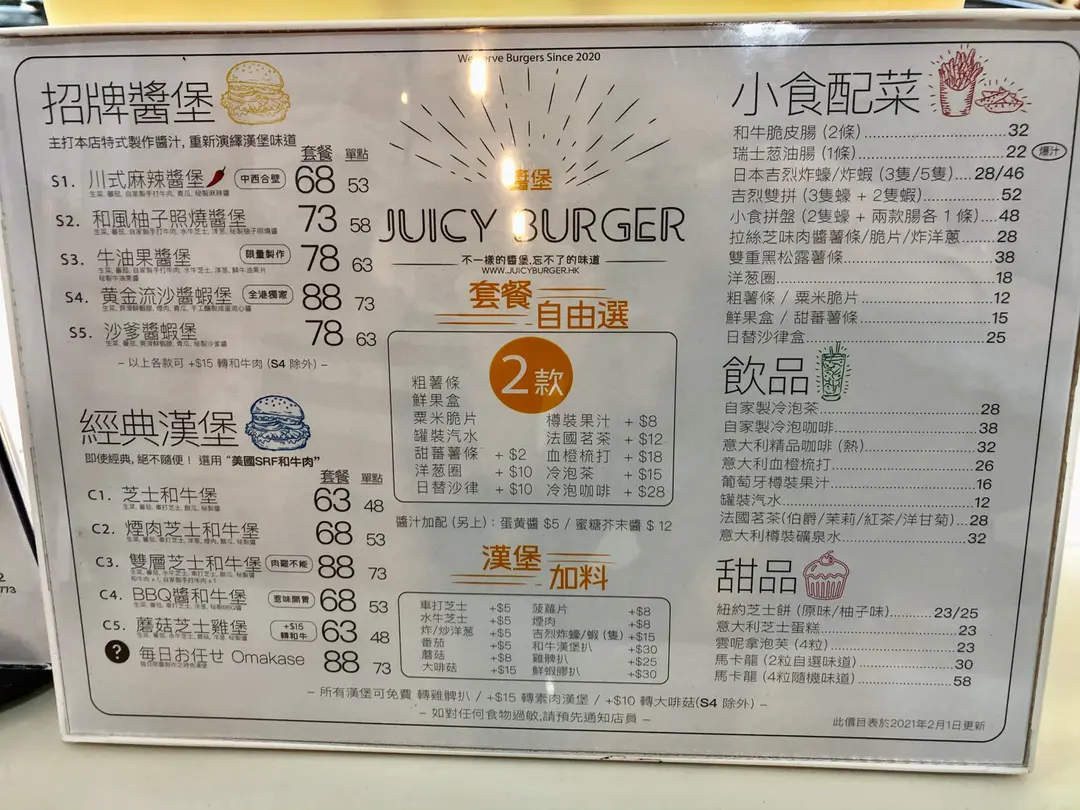 We Serve Burgers Since 2020
招牌醬堡
主打本店特式製作醬汁, 重新演繹漢堡味道
套餐 單點
S1. 川式麻辣醬堡 中西合壁 68 53
S2. 和風柚子照燒醬堡 73 58
S3. 牛油果醬堡 限量製作 78 63
S4. 黃金流沙醬蝦堡 全港獨家 88 73
S5. 沙爹醬蝦堡 78 63
– 以上各款可 +$15 轉和牛肉 (S4 除外) –
經典漢堡
即使經典, 絕不隨便！ 選用 “美國SRF和牛肉”
套餐 單點
C1. 芝士和牛堡 63 48
C2. 煙肉芝士和牛堡 68 53
C3. 雙層芝士和牛堡 肉罷不能 88 73
C4. BBQ醬和牛堡 惹味開胃 68 53
C5. 蘑菇芝士雞堡 +$15 轉和牛 63 48
? 每日お任せ Omakase 88 73
醬堡
JUICY BURGER
不一樣的醬堡.忘不了的味道
WWW.JUICYBURGER.HK
套餐
自由選
2款
粗薯條
鮮果盒
粟米脆片
罐裝汽水
甜蕃薯條 + $2
洋葱圈 + $10
日替沙律 + $10
樽裝果汁 + $8
法國茗茶 + $12
血橙梳打 + $18
冷泡茶 + $15
冷泡咖啡 + $28
醬汁加配 (另上) : 蛋黃醬 $5 / 蜜糖芥末醬 $ 12
漢堡
加料
車打芝士 +$5
水牛芝士 +$5
炸/炒洋葱 +$5
番茄 +$5
蘑菇 +$8
大啡菇 +$15
菠蘿片 +$8
煙肉 +$8
吉烈炸蠔/蝦 (隻) +$15
和牛漢堡扒 +$30
雞髀扒 +$25
鮮蝦膠扒 +$30
小食配菜
和牛脆皮腸 (2條) 32
瑞士葱油腸 (1條) 22 爆汁
日本吉烈炸蠔/炸蝦 (3隻/5隻) 28/46
吉烈雙拼 (3隻蠔 + 2隻蝦) 52
小食拼盤 (2隻蠔 + 兩款腸各 1 條) 48
拉絲芝味肉醬薯條/脆片/炸洋葱 28
雙重黑松露薯條 38
洋葱圈 18
粗薯條 / 粟米脆片 12
鮮果盒 / 甜蕃薯條 15
日替沙律盒 25
飲品
自家製冷泡茶 28
自家製冷泡咖啡 38
意大利精品咖啡 (熱) 32
意大利血橙梳打 26
葡萄牙樽裝果汁 16
罐裝汽水 12
法國茗茶(伯爵/茉莉/紅茶/洋甘菊) 28
意大利樽裝礦泉水 32
甜品
紐約芝士餅 (原味/柚子味) 23/25
意大利芝士蛋糕 23
雲呢拿泡芙 (4粒) 23
馬卡龍 (2粒自選味道) 30
馬卡龍 (4粒隨機味道) 58
– 所有漢堡可免費 轉雞髀扒 / +$15 轉素肉漢堡 / +$10 轉大啡菇(S4 除外) –
– 如對任何食物過敏,請預先通知店員 –
此價目表於2021年2月1日更新